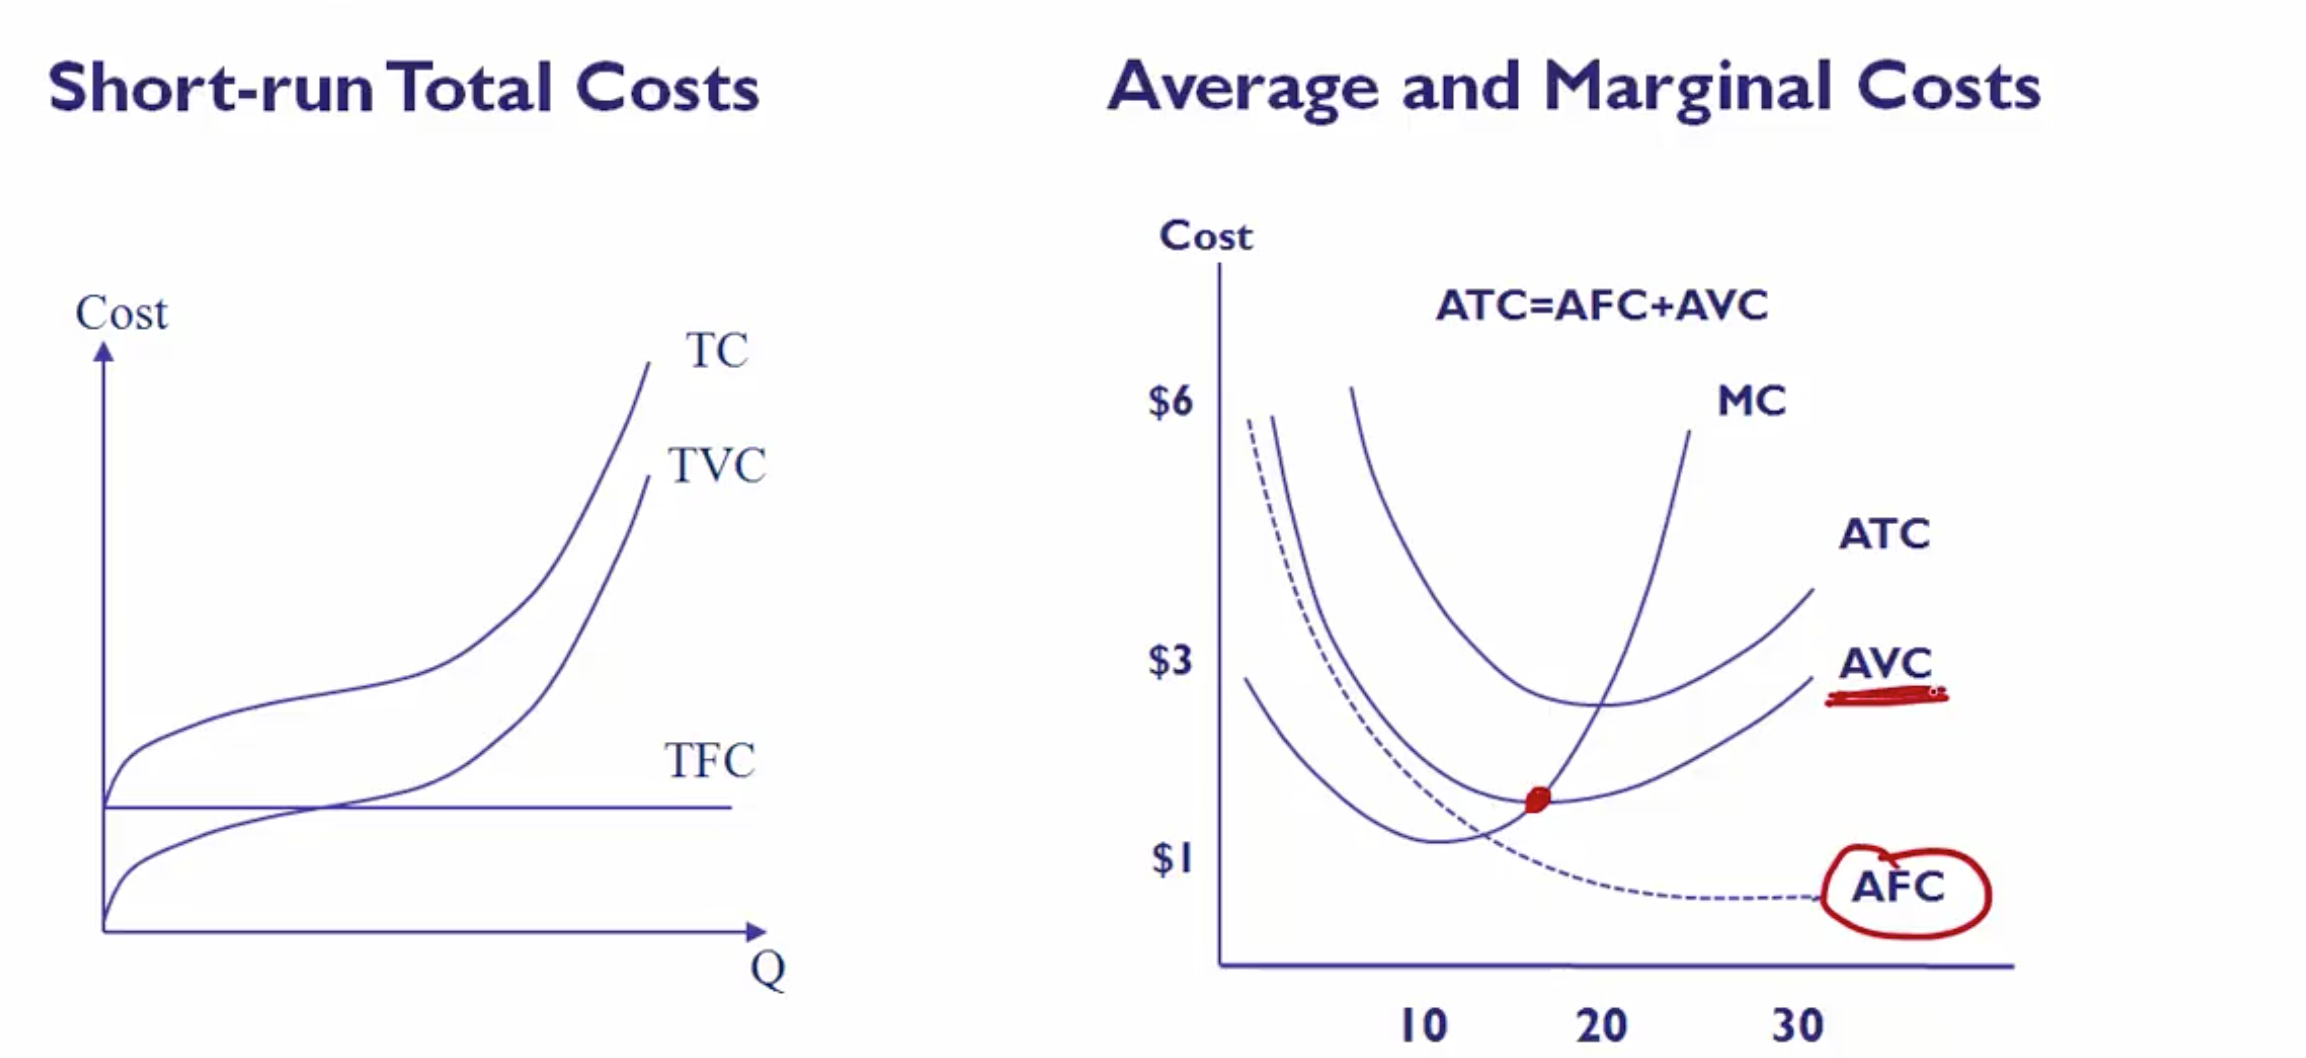 Short-run Total Costs
Cost
TC
TVC
TFC
Q
Average and Marginal Costs
Cost
ATC=AFC+AVC
$6
MC
ATC
$3
AVC
$1
AFC
10 20 30